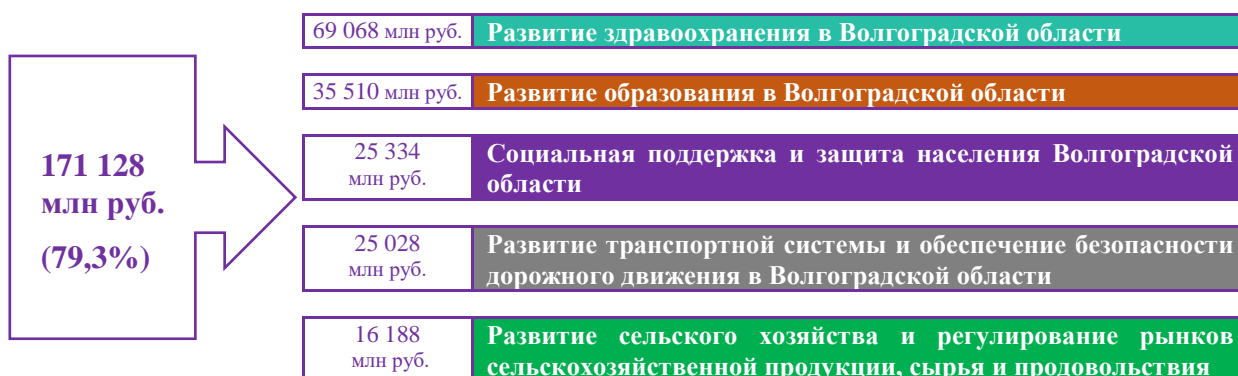 69 068 млн руб. Развитие здравоохранения в Волгоградской области
35 510 млн руб. Развитие образования в Волгоградской области
171 128
млн руб.
(79,3%)
25 334
млн руб.
Социальная поддержка и защита населения Волгоградской
области
25 028
млн руб.
Развитие транспортной системы и обеспечение безопасности
дорожного движения в Волгоградской области
16 188
млн руб.
Развитие сельского хозяйства и регулирование рынков
сельскохозяйственной продукции, сырья и продовольствия